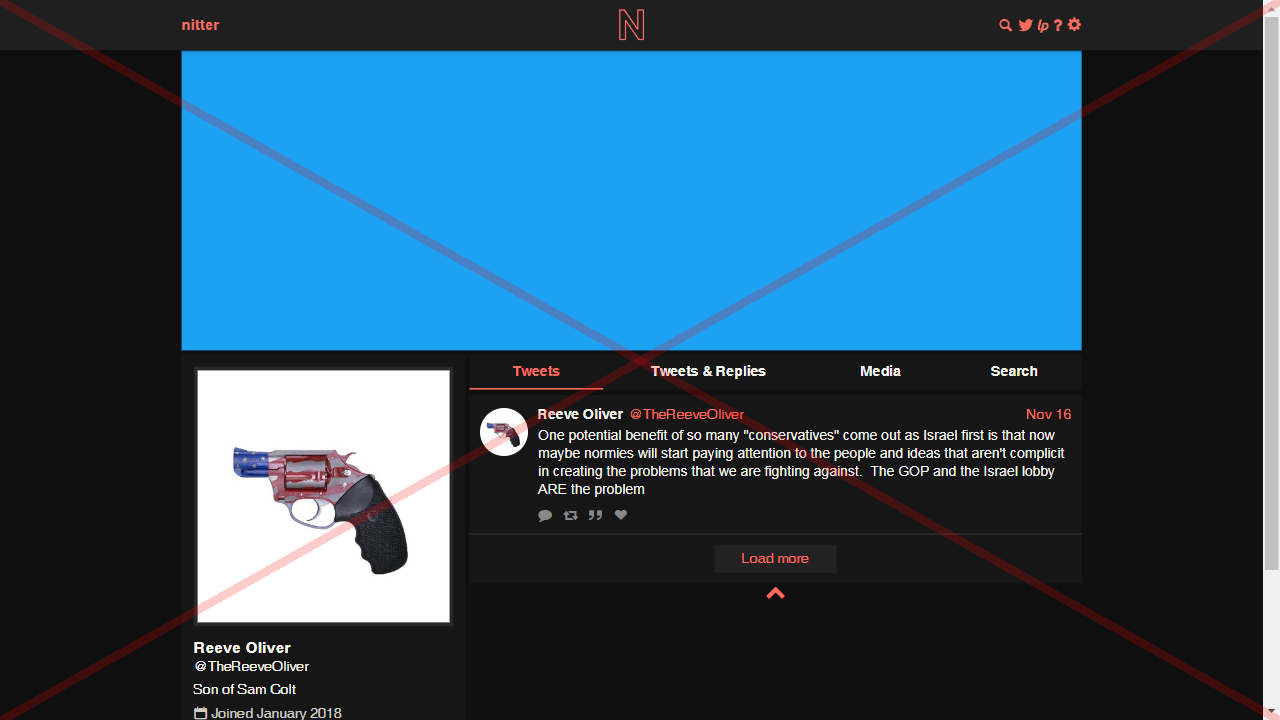 nitter
N
lp ?
Tweets
Tweets & Replies
Media
Search
Reeve Oliver @TheReeveOliver
Nov 16
One potential benefit of so many "conservatives" come out as Israel first is that now
maybe normies will start paying attention to the people and ideas that aren't complicit
in creating the problems that we are fighting against.  The GOP and the Israel lobby
ARE the problem
Load more
Reeve Oliver
@TheReeveOliver
Son of Sam Colt
Joined January 2018